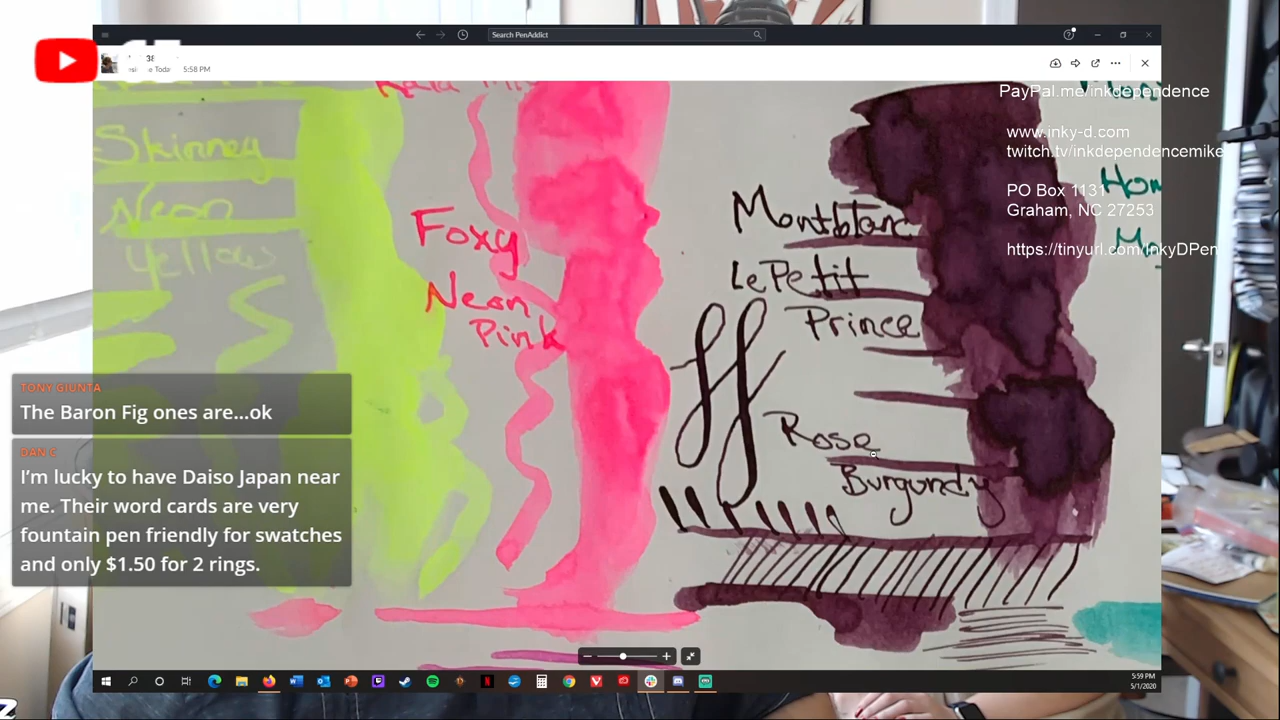 Search PenAddict
38
Today
5:58 PM
PayPal.me/inkdependence
www.inky-d.com
twitch.tv/inkdependencemike
PO Box 1131
Graham, NC 27253
https://tinyurl.com/InkyDPen
Skinney
Neon
Yellow
Foxy
Neon
Pink
Montblanc
Le Petit
Prince
Rose
Burgundy
TONY GIUNTA
The Baron Fig ones are...ok
DAN C
I'm lucky to have Daiso Japan near
me. Their word cards are very
fountain pen friendly for swatches
and only $1.50 for 2 rings.
5:59 PM
5/1/2020